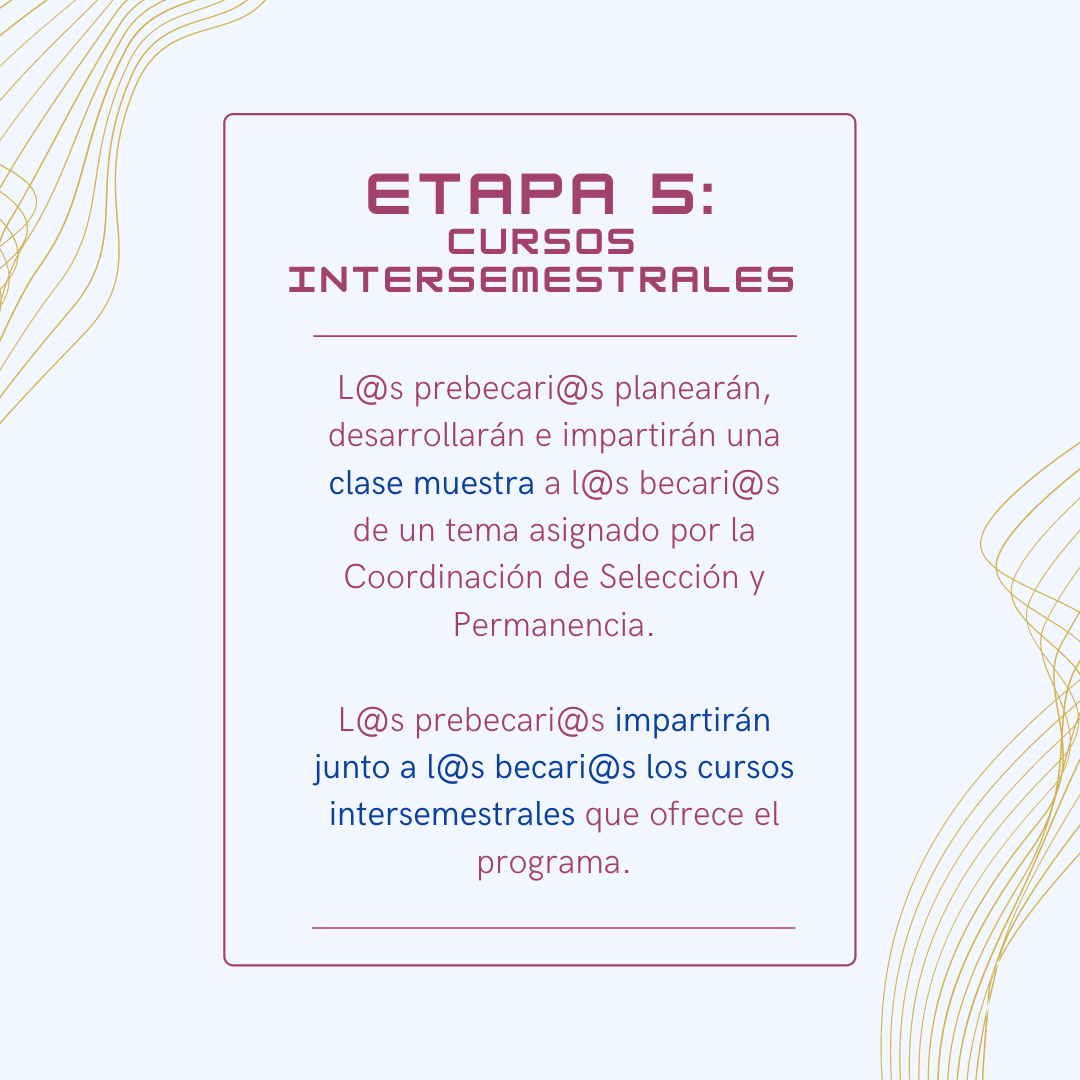 ETAPA 5:
CURSOS
INTERSEMESTRALES
L@s prebecari@s planearán,
desarrollarán e impartirán una
clase muestra a l@s becari@s
de un tema asignado por la
Coordinación de Selección y
Permanencia.
L@s prebecari@s impartirán
junto a l@s becari@s los cursos
intersemestrales que ofrece el
programa.